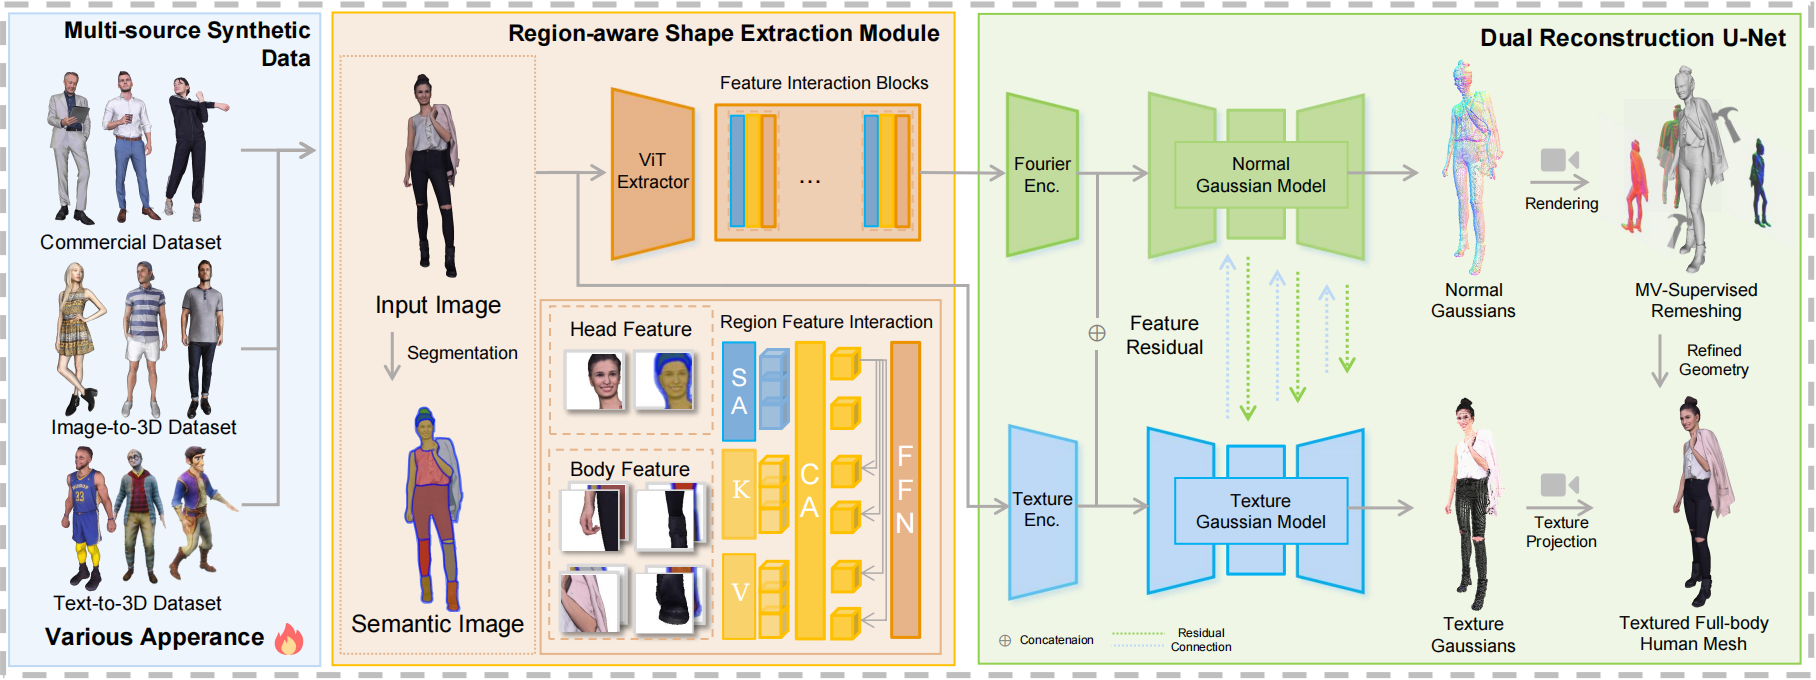 Multi-source Synthetic
Data
Commercial Dataset
Image-to-3D Dataset
33
Text-to-3D Dataset
Various Apperance
Region-aware Shape Extraction Module
Input Image
Segmentation
Semantic Image
ViT
Extractor
Feature Interaction Blocks
...
Head Feature
Body Feature
Region Feature Interaction
S
A
K
V
C
A
F
F
N
Dual Reconstruction U-Net
Fourier
Enc.
Normal
Gaussian Model
Normal
Gaussians
Rendering
MV-Supervised
Remeshing
Feature
Residual
Refined
Geometry
Texture
Enc.
Texture
Gaussian Model
Texture
Gaussians
Texture
Projection
Textured Full-body
Human Mesh
Concatenaion
Residual
Connection